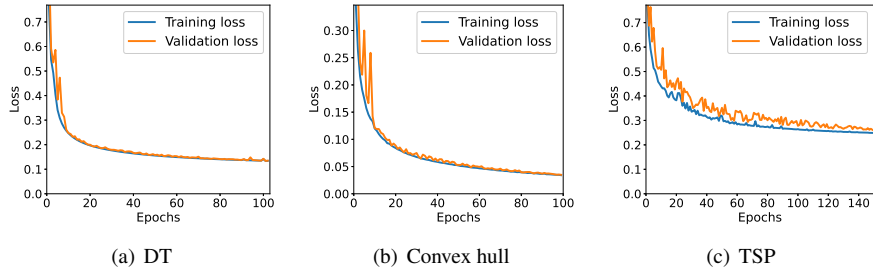 0.7
0.6
0.5
0.4
0.3
0.2
0.1
0.0
Loss
0 20 40 60 80 100
Epochs
Training loss
Validation loss
(a) DT
0.30
0.25
0.20
0.15
0.10
0.05
0.00
Loss
0 20 40 60 80 100
Epochs
Training loss
Validation loss
(b) Convex hull
0.7
0.6
0.5
0.4
0.3
0.2
0.1
0.0
Loss
0 20 40 60 80 100 120 140
Epochs
Training loss
Validation loss
(c) TSP